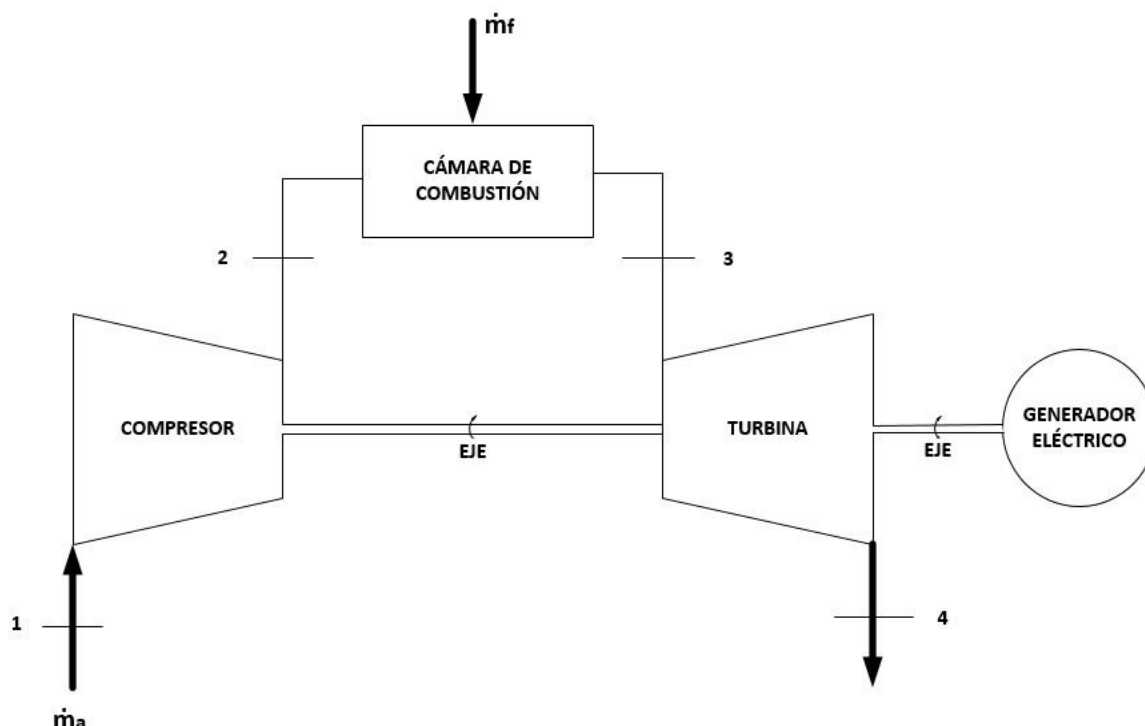 ṁf
CÁMARA DE
COMBUSTIÓN
2
3
COMPRESOR
EJE
TURBINA
EJE
GENERADOR
ELÉCTRICO
1
4
ṁa